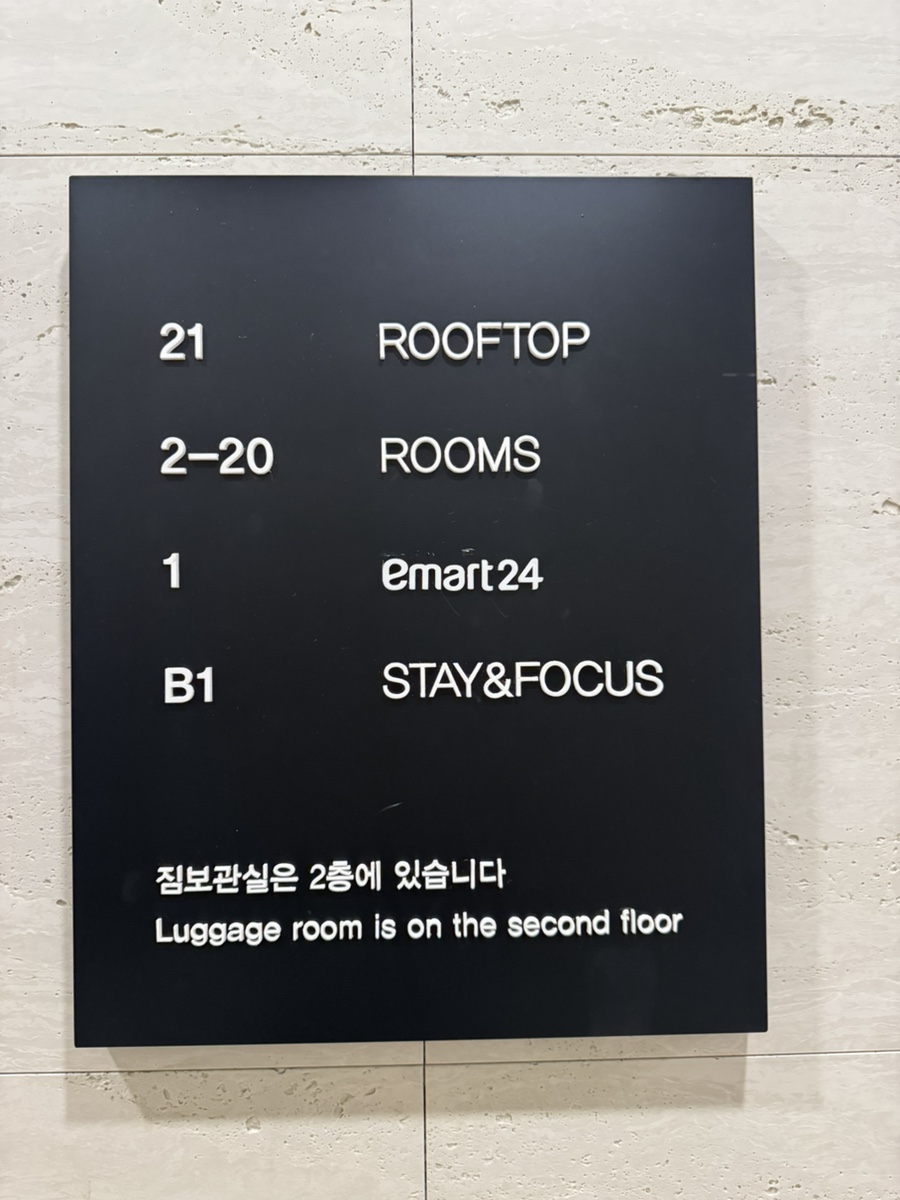 21 ROOFTOP
2–20 ROOMS
1 emart24
B1 STAY&FOCUS
짐보관실은 2층에 있습니다
Luggage room is on the second floor